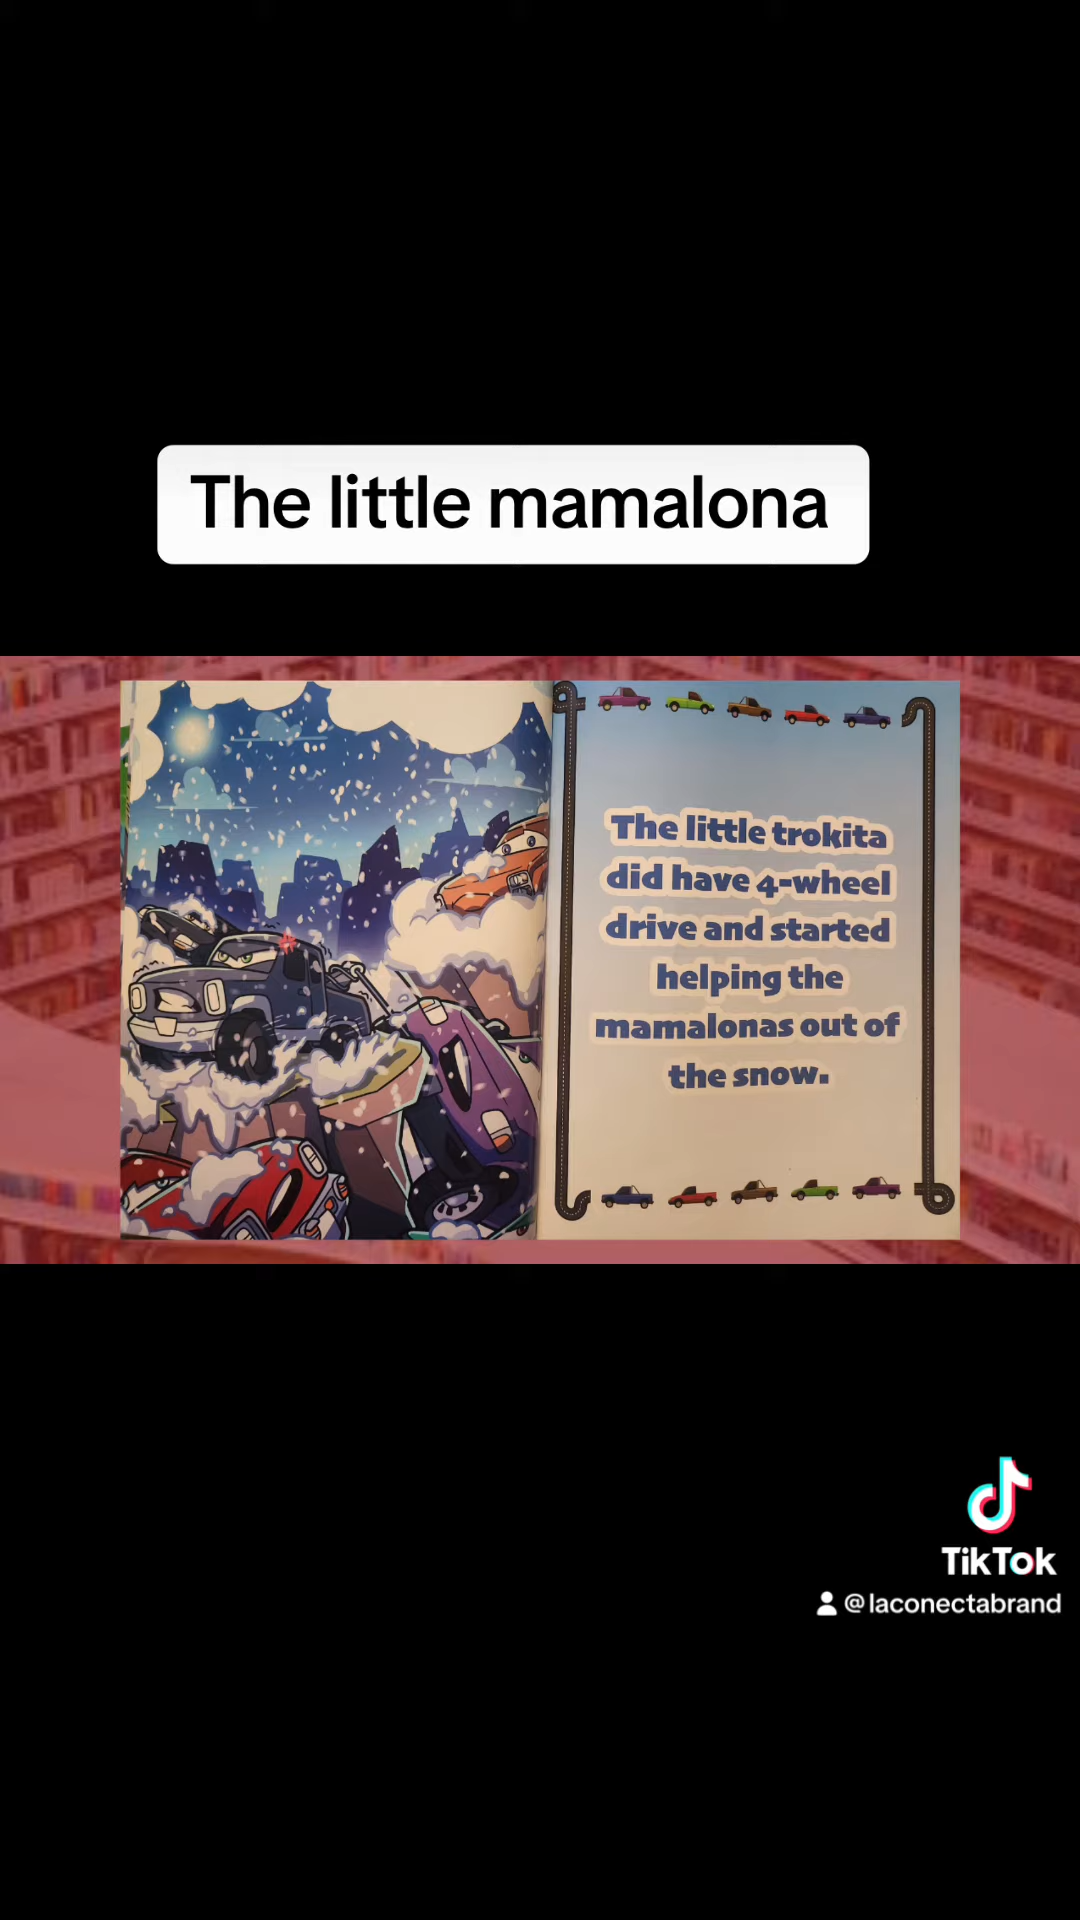 The little mamalona
The little trokita
did have 4-wheel
drive and started
helping the
mamalonas out of
the snow.
TikTok
@laconectabrand